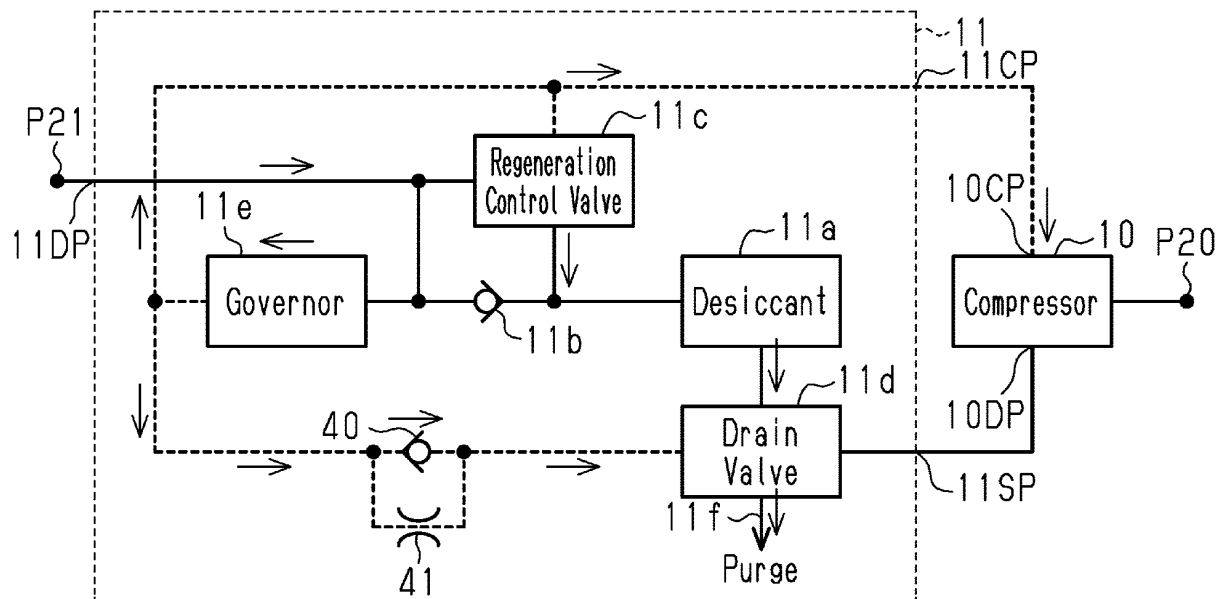 11
11CP
P21
11c
Regeneration
Control Valve
11DP
11e
10CP
10
P20
11a
Governor
Desiccant
Compressor
11b
11d
10DP
40
Drain
Valve
11SP
11f
41
Purge